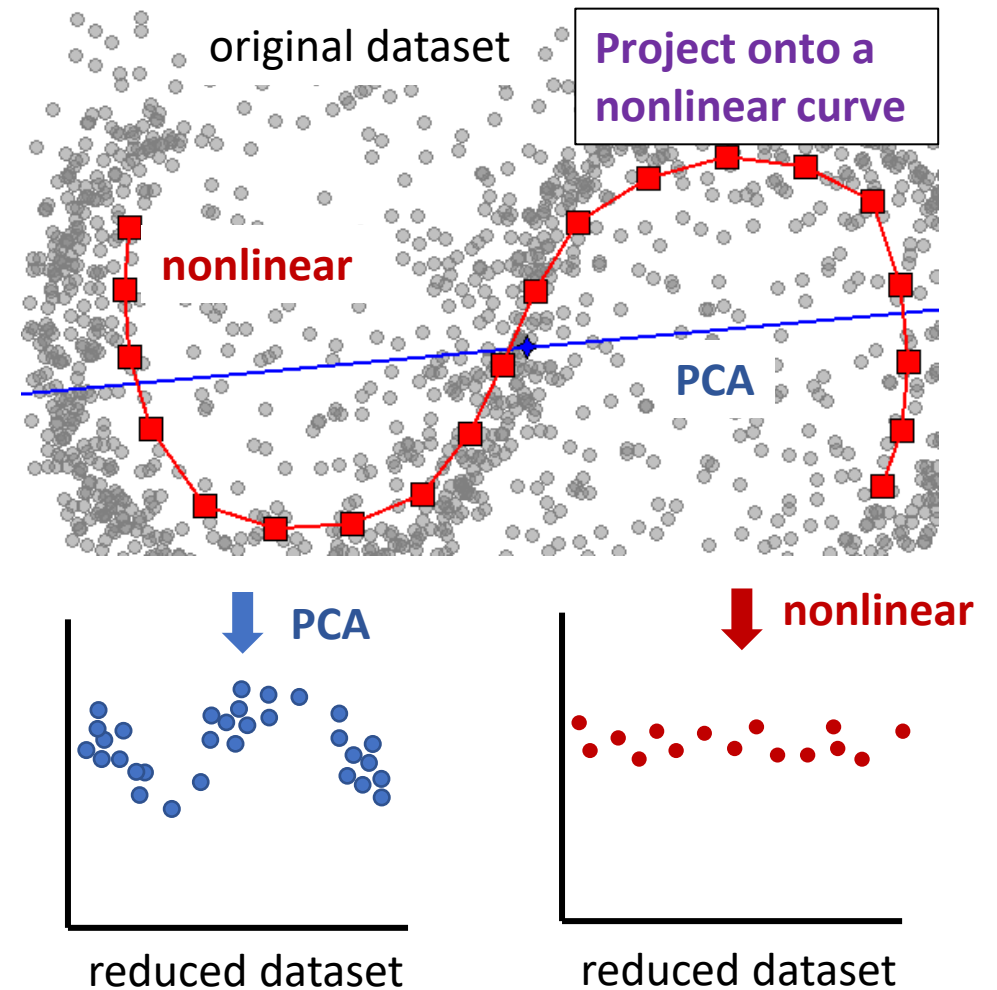 original dataset
Project onto a
nonlinear curve
nonlinear
PCA
PCA
nonlinear
reduced dataset
reduced dataset